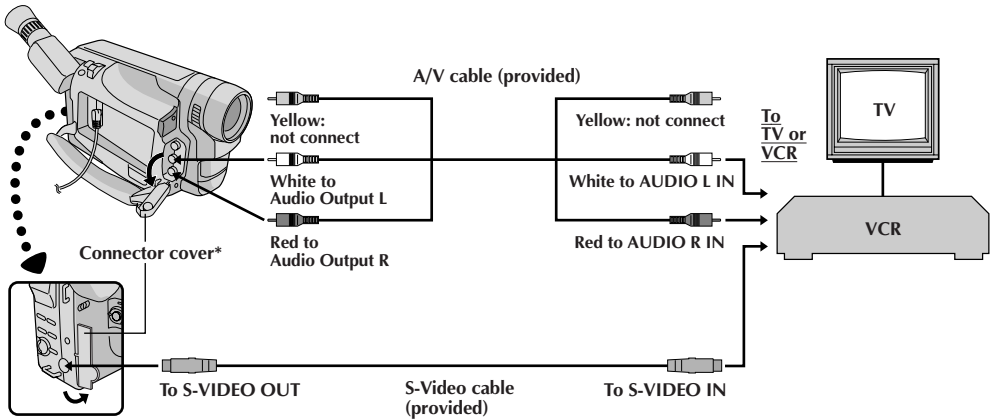 A/V cable (provided)
Yellow:
not connect
Yellow: not connect
To
TV or
VCR
TV
White to
Audio Output L
White to AUDIO L IN
Red to
Audio Output R
Red to AUDIO R IN
VCR
Connector cover*
To S-VIDEO OUT
S-Video cable
(provided)
To S-VIDEO IN